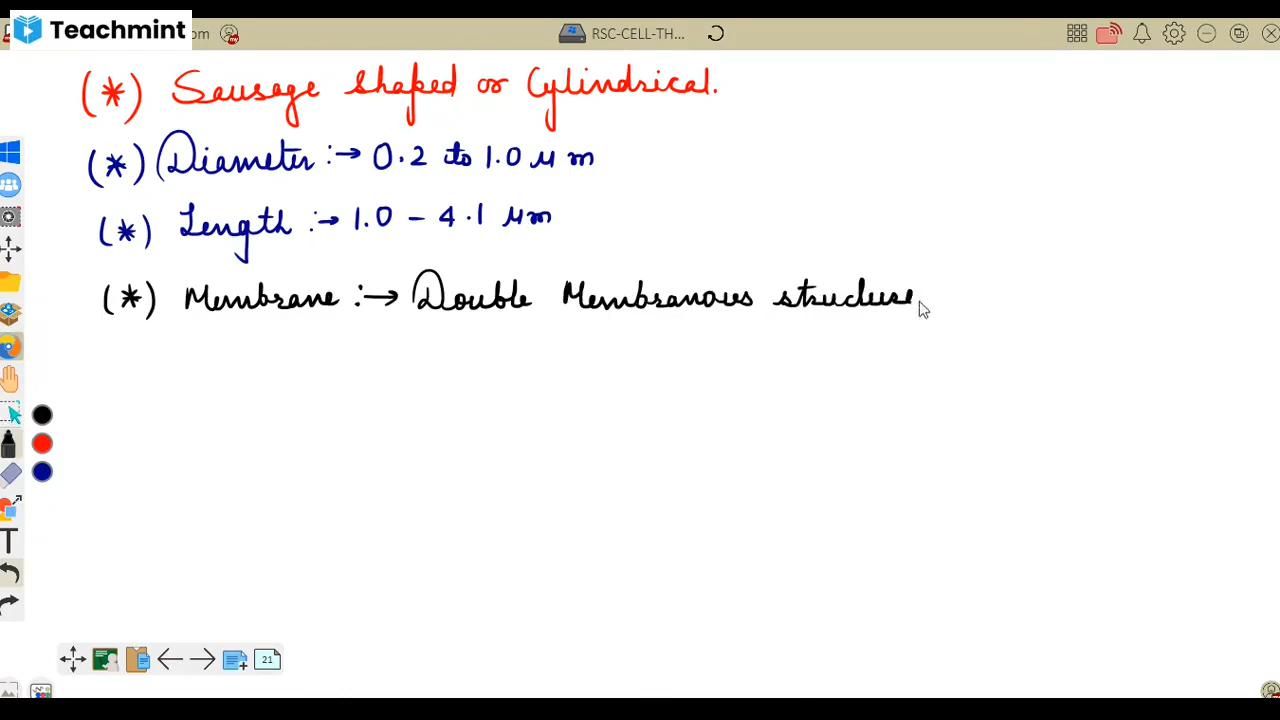 Teachmint
om
RSC-CELL-TH...
(*) Sausage Shaped or Cylindrical.
(*) Diameter :→ 0.2 to 1.0 μm
(*) Length :→ 1.0 - 4.1 μm
(*) Membrane :→ Double Membranous structure
T
21